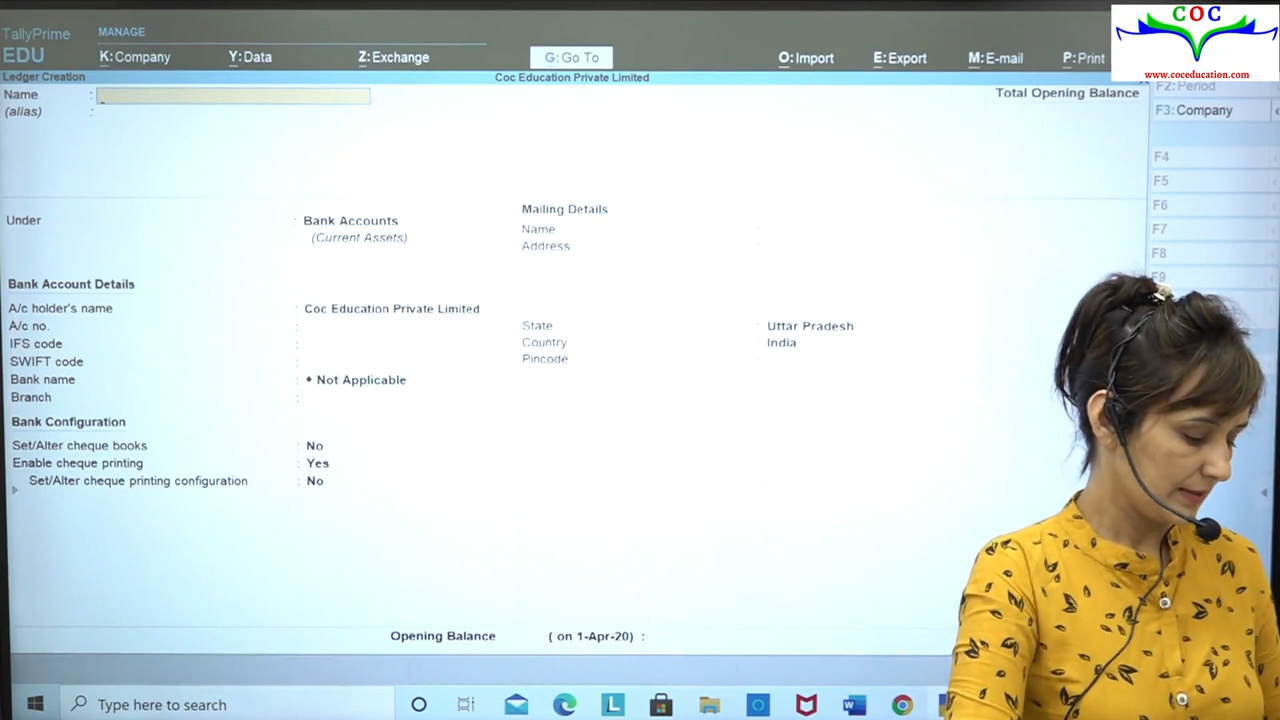 TallyPrime
EDU
MANAGE
K: Company
Y: Data
Z: Exchange
G: Go To
O: Import
E: Export
M: E-mail
P: Print
COC
www.coceducation.com
Ledger Creation
Coc Education Private Limited
Name :
(alias) :
Total Opening Balance
F2: Period
F3: Company
F4
F5
F6
F7
F8
F9
Under : Bank Accounts
(Current Assets)
Mailing Details
Name :
Address :
Bank Account Details
A/c holder's name : Coc Education Private Limited
A/c no. :
IFS code :
SWIFT code :
Bank name : ♦ Not Applicable
Branch :
State : Uttar Pradesh
Country : India
Pincode :
Bank Configuration
Set/Alter cheque books : No
Enable cheque printing : Yes
Set/Alter cheque printing configuration : No
Opening Balance ( on 1-Apr-20) :
Type here to search